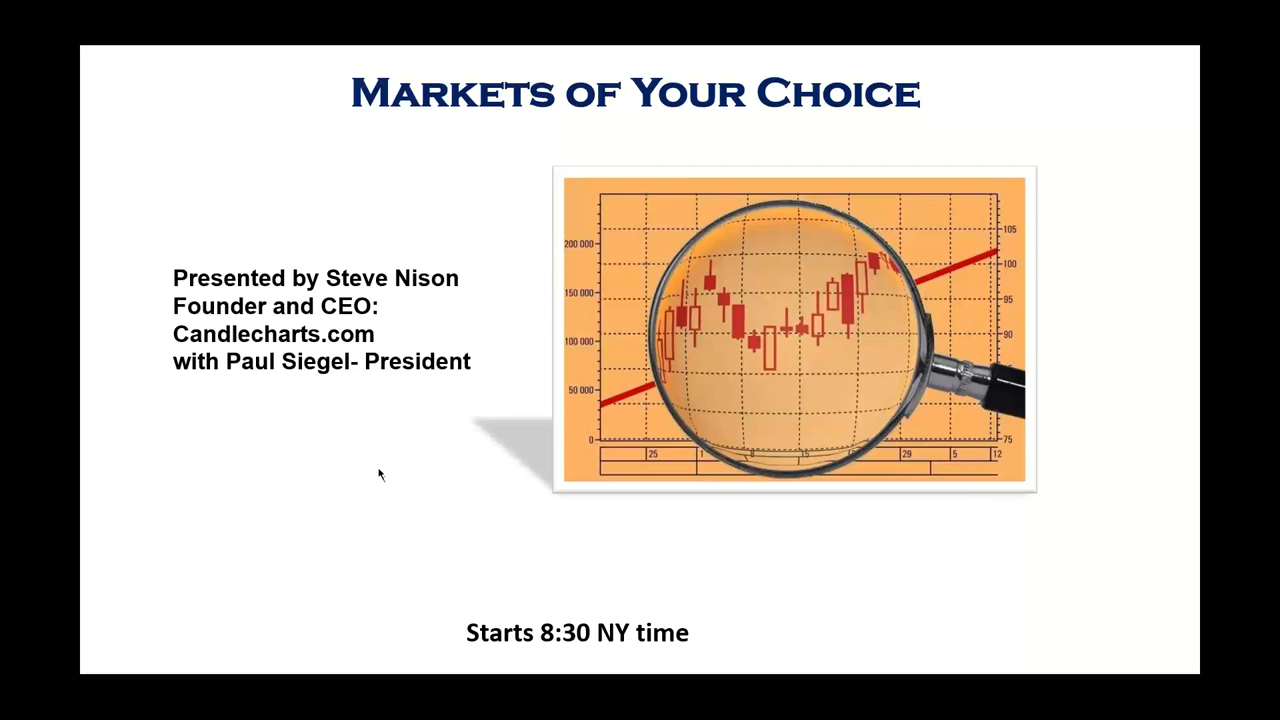 Markets of Your Choice
Presented by Steve Nison
Founder and CEO:
Candlecharts.com
with Paul Siegel- President
200 000
150 000
100 000
50 000
0
105
100
95
90
75
25
1
8
15
29
5
12
Starts 8:30 NY time